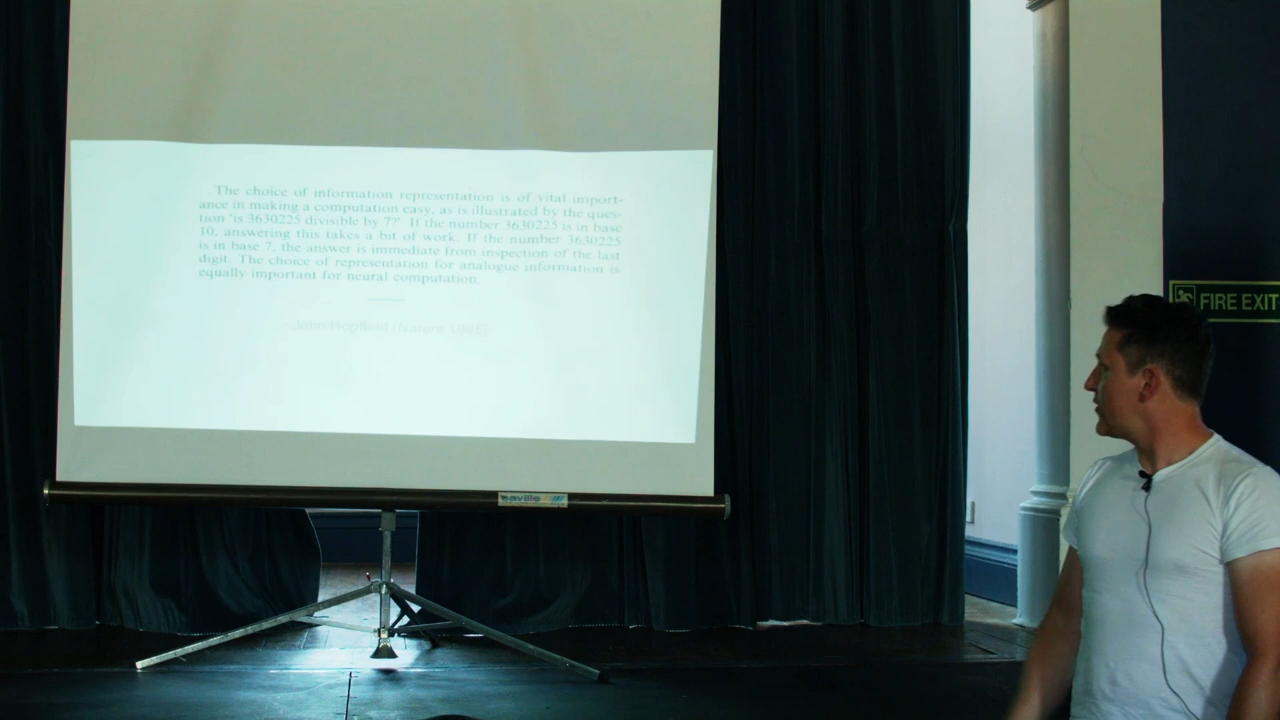 The choice of information representation is of vital import-
ance in making a computation easy, as is illustrated by the ques-
tion 'is 3630225 divisible by 7?' If the number 3630225 is in base
10, answering this takes a bit of work. If the number 3630225
is in base 7, the answer is immediate from inspection of the last
digit. The choice of representation for analogue information is
equally important for neural computation.
John Hopfield (Nature 1995)
saville
FIRE EXIT